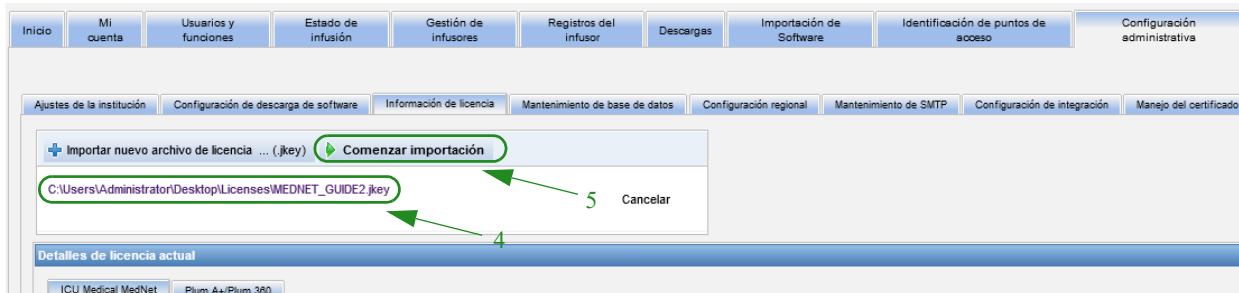 Inicio
Mi
cuenta
Usuarios y
funciones
Estado de
infusión
Gestión de
infusores
Registros del
infusor
Descargas
Importación de
Software
Identificación de puntos de
acceso
Configuración
administrativa
Ajustes de la institución
Configuración de descarga de software
Información de licencia
Mantenimiento de base de datos
Configuración regional
Mantenimiento de SMTP
Configuración de integración
Manejo del certificado
Importar nuevo archivo de licencia ... (.jkey)
Comenzar importación
C:\Users\Administrator\Desktop\Licenses\MEDNET_GUIDE2.jkey
5
Cancelar
4
Detalles de licencia actual
ICU Medical MedNet
Plum A+/Plum 360